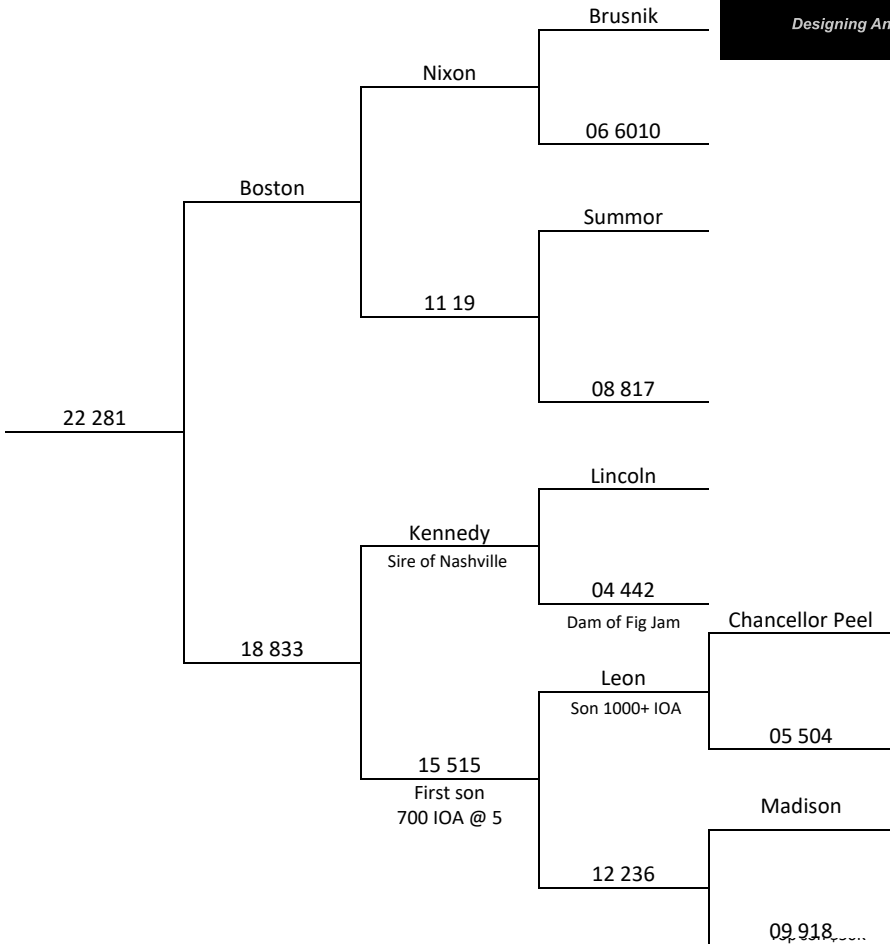 Brusnik
Designing An
Nixon
06 6010
Boston
Summor
11 19
08 817
22 281
Lincoln
Kennedy
Sire of Nashville
04 442
Dam of Fig Jam
Chancellor Peel
18 833
Leon
Son 1000+ IOA
05 504
15 515
First son
700 IOA @ 5
Madison
12 236
09 918